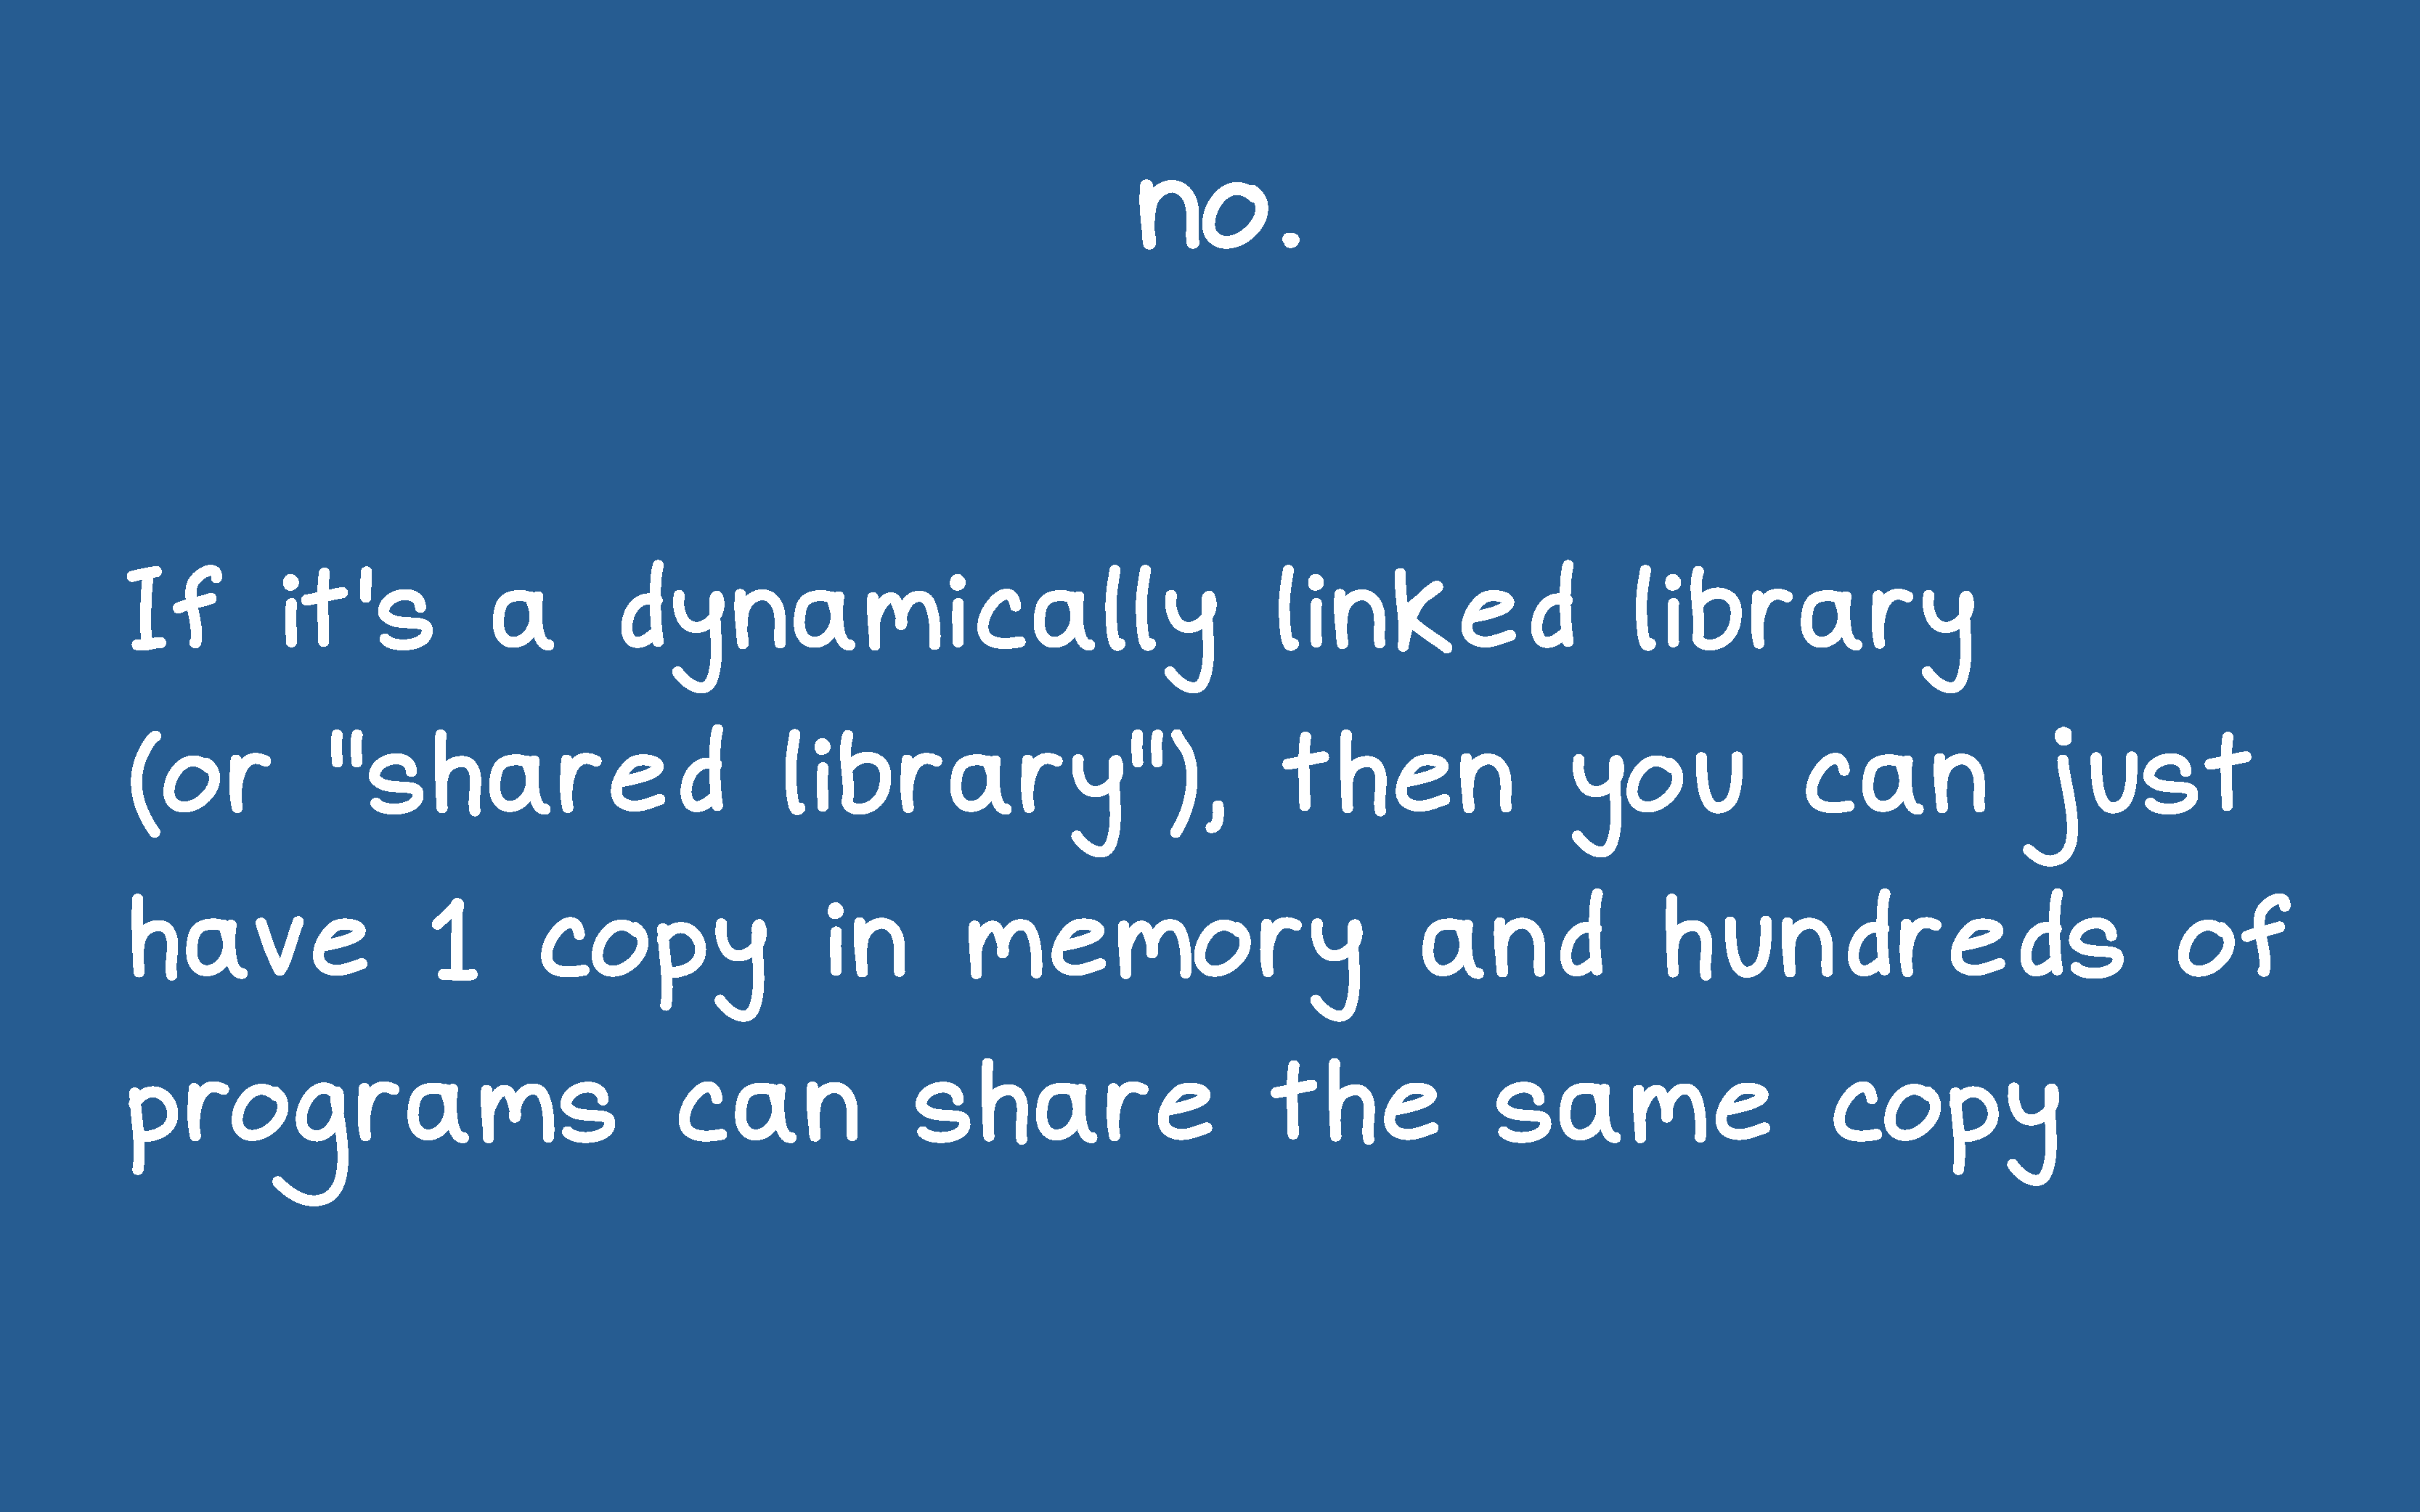 no.
If it's a dynamically linked library
(or "shared library"), then you can just
have 1 copy in memory and hundreds of
programs can share the same copy